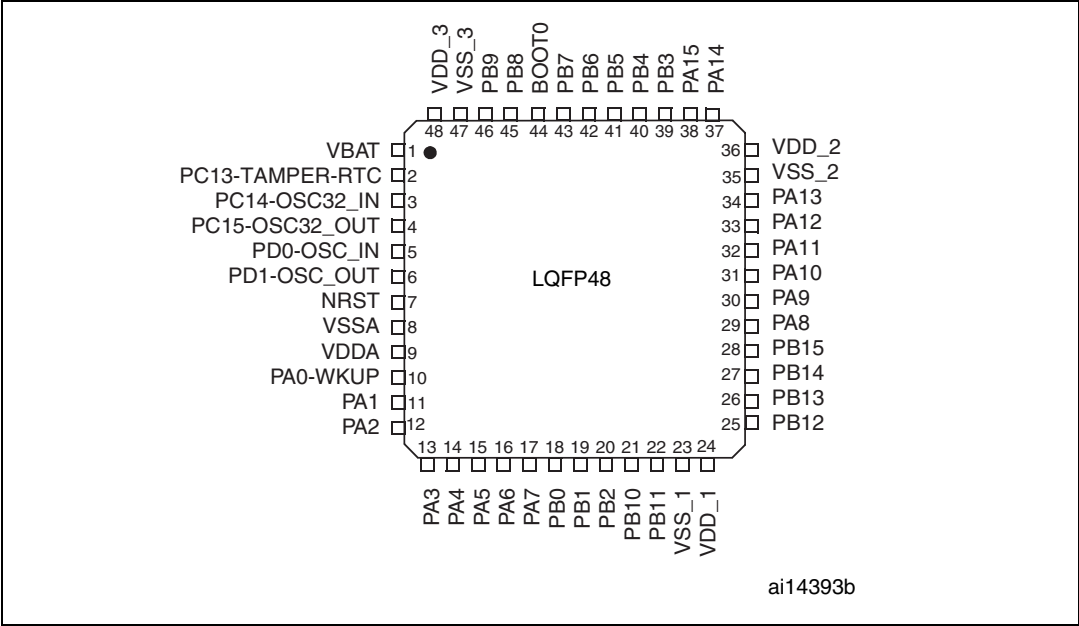 VDD_3
VSS_3
PB9
PB8
BOOT0
PB7
PB6
PB5
PB4
PB3
PA15
PA14
48 47 46 45 44 43 42 41 40 39 38 37
VBAT 1
PC13-TAMPER-RTC 2
PC14-OSC32_IN 3
PC15-OSC32_OUT 4
PD0-OSC_IN 5
PD1-OSC_OUT 6
NRST 7
VSSA 8
VDDA 9
PA0-WKUP 10
PA1 11
PA2 12
LQFP48
36 VDD_2
35 VSS_2
34 PA13
33 PA12
32 PA11
31 PA10
30 PA9
29 PA8
28 PB15
27 PB14
26 PB13
25 PB12
13 14 15 16 17 18 19 20 21 22 23 24
PA3
PA4
PA5
PA6
PA7
PB0
PB1
PB2
PB10
PB11
VSS_1
VDD_1
ai14393b